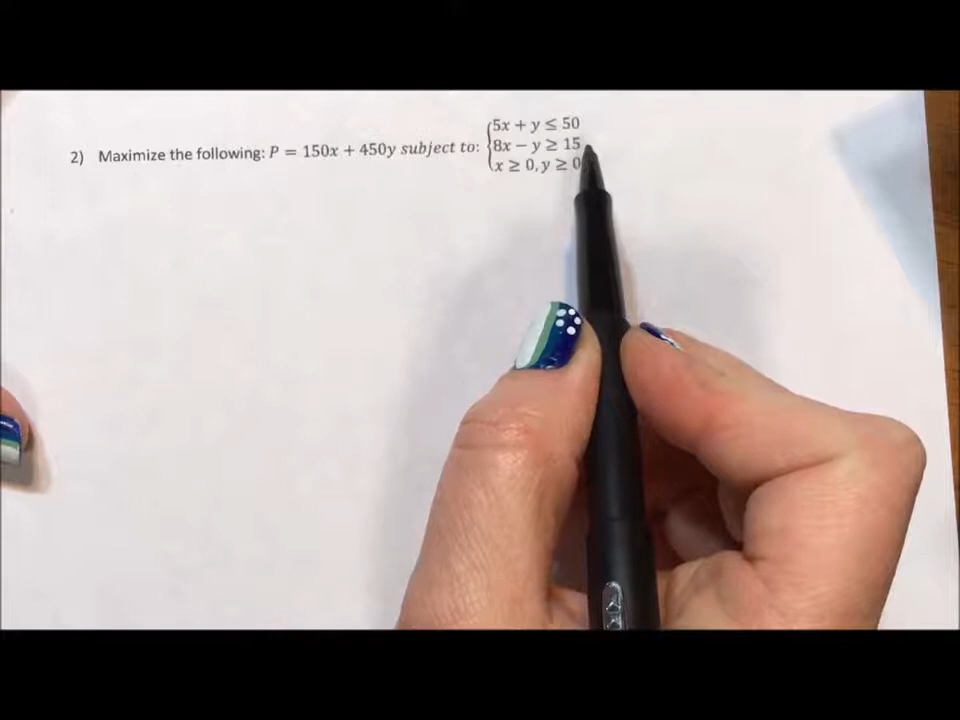 2) Maximize the following: P = 150x + 450y subject to: {5x + y ≤ 50
8x − y ≥ 15
x ≥ 0, y ≥ 0